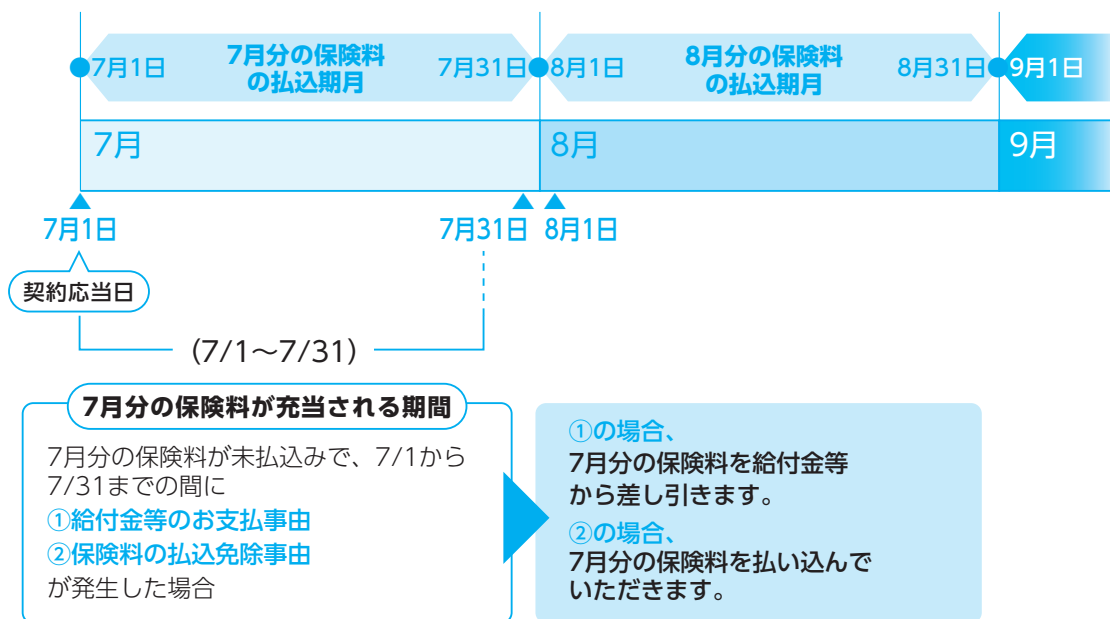 7月1日
7月分の保険料
の払込期月
7月31日
8月1日
8月分の保険料
の払込期月
8月31日
9月1日
7月
8月
9月
7月1日
7月31日
8月1日
契約応当日
(7/1〜7/31)
7月分の保険料が充当される期間
7月分の保険料が未払込みで、7/1から
7/31までの間に
①給付金等のお支払事由
②保険料の払込免除事由
が発生した場合
①の場合、
7月分の保険料を給付金等
から差し引きます。
②の場合、
7月分の保険料を払い込んで
いただきます。